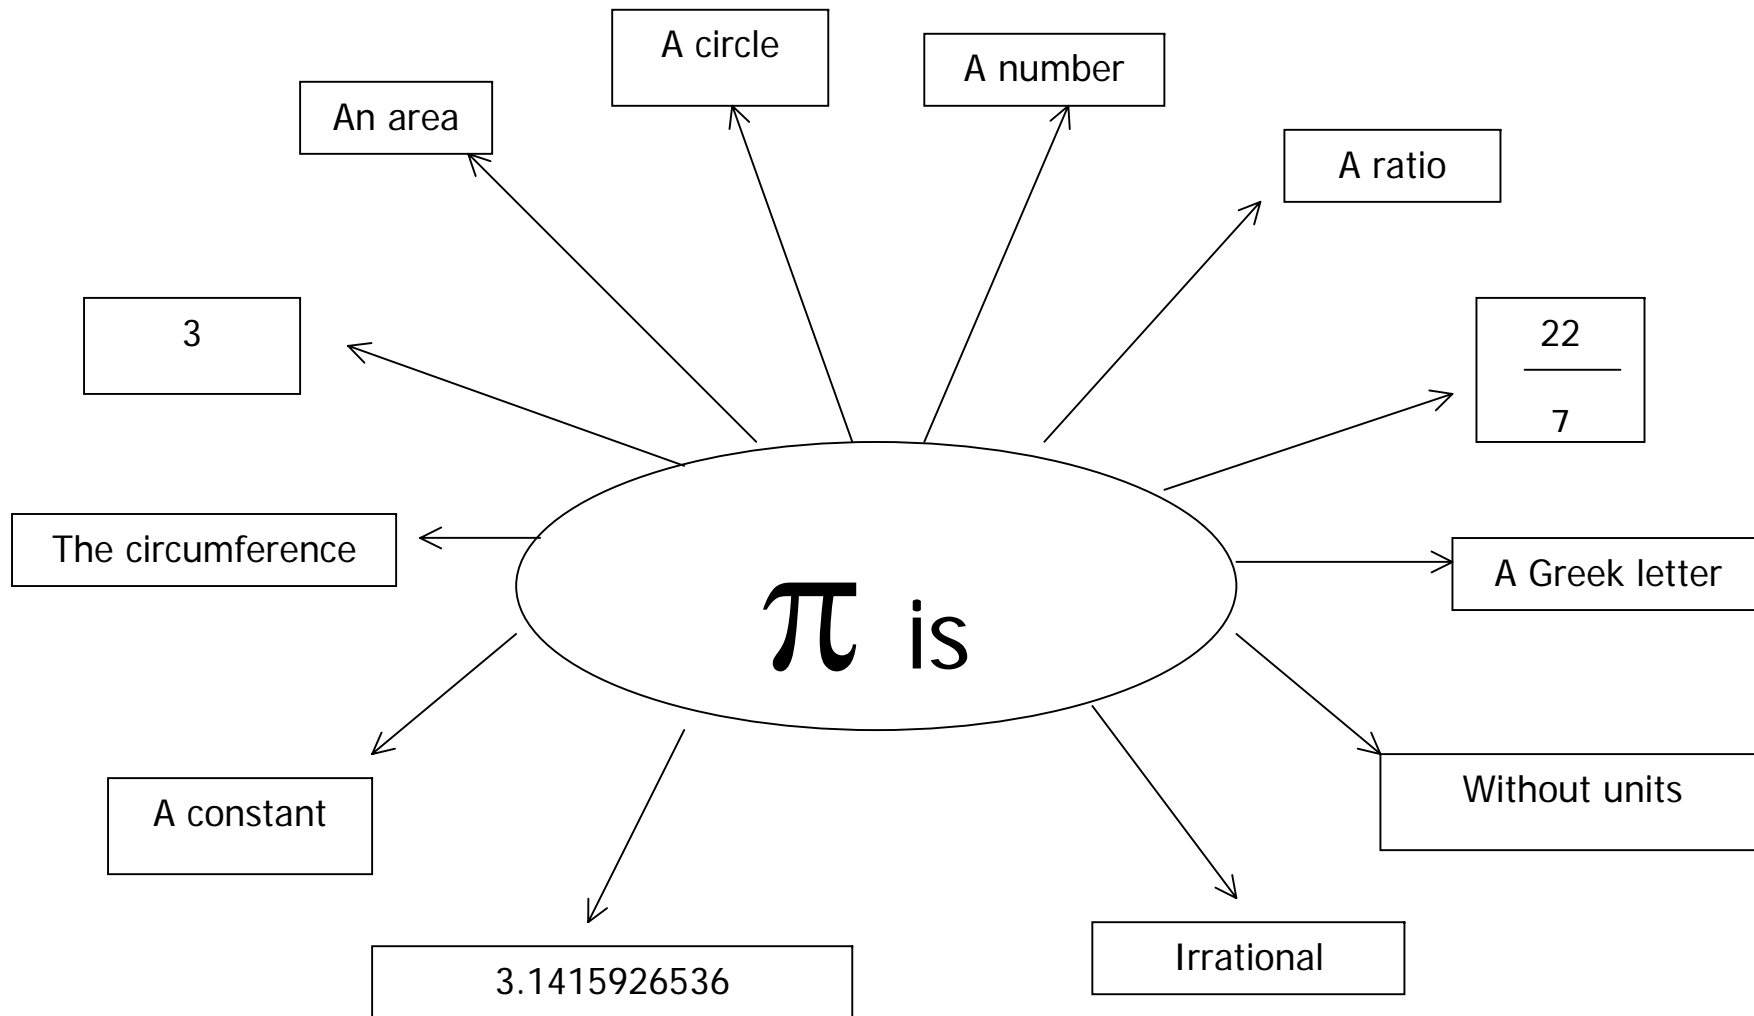 A circle
A number
An area
A ratio
3
22
7
The circumference
A Greek letter
π is
Without units
A constant
Irrational
3.1415926536